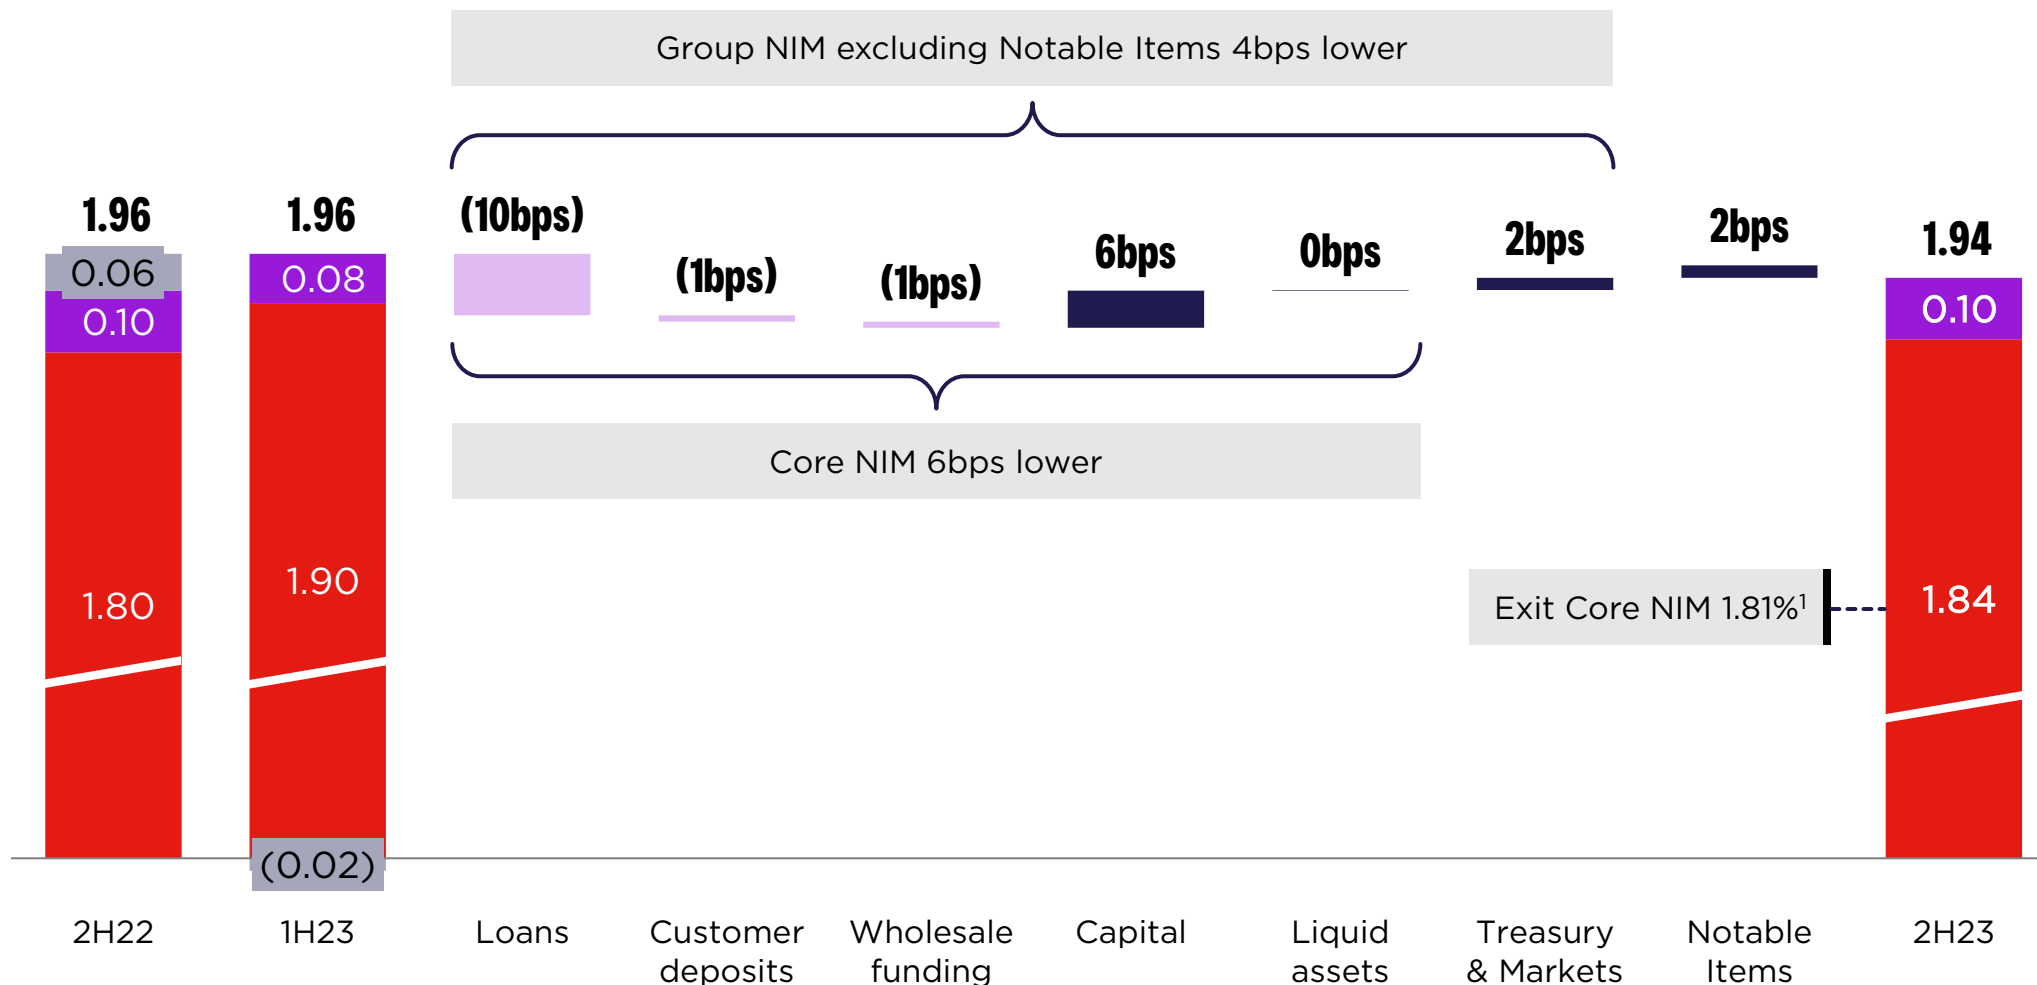 Group NIM excluding Notable Items 4bps lower
1.96
1.96
(10bps)
(1bps)
(1bps)
6bps
0bps
2bps
2bps
1.94
0.06
0.10
1.80
0.08
1.90
(0.02)
0.10
1.84
Core NIM 6bps lower
Exit Core NIM 1.81%¹
2H22
1H23
Loans
Customer
deposits
Wholesale
funding
Capital
Liquid
assets
Treasury
& Markets
Notable
Items
2H23